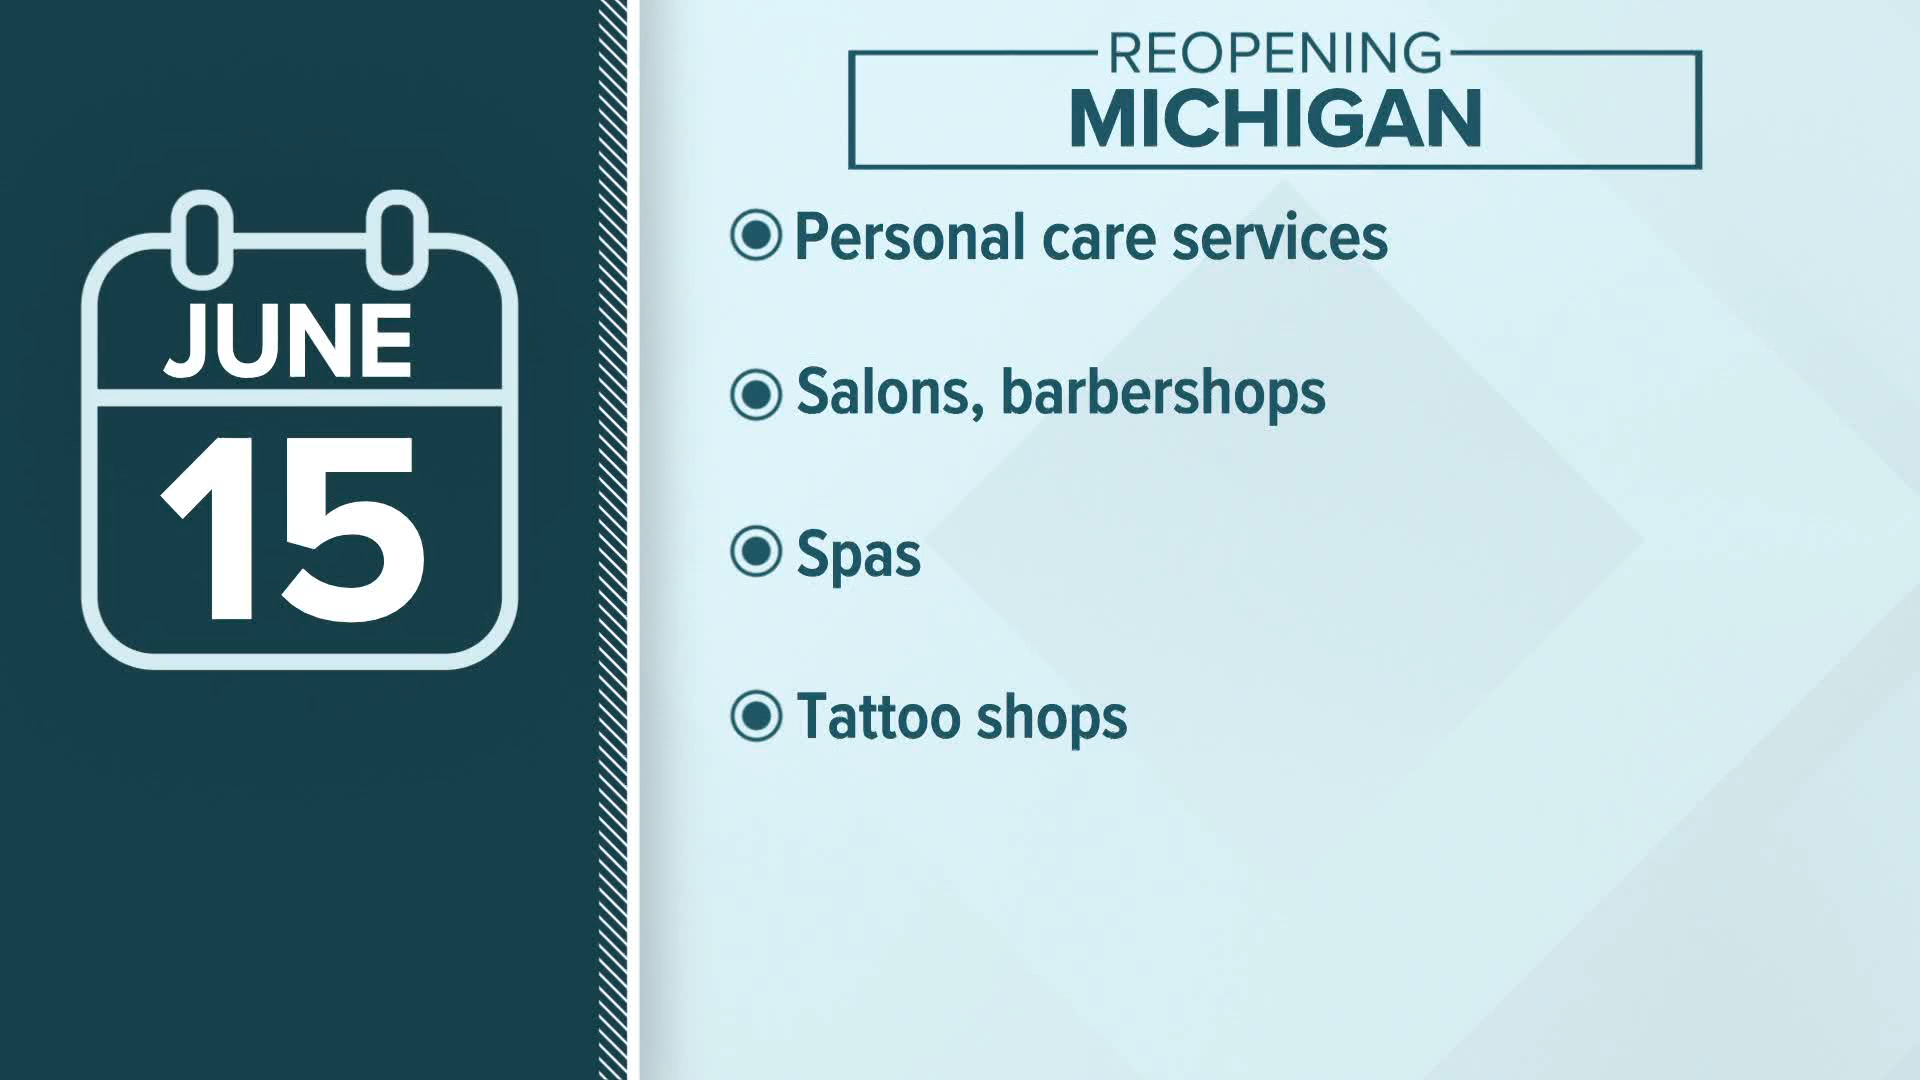 JUNE
15
REOPENING
MICHIGAN
Personal care services
Salons, barbershops
Spas
Tattoo shops